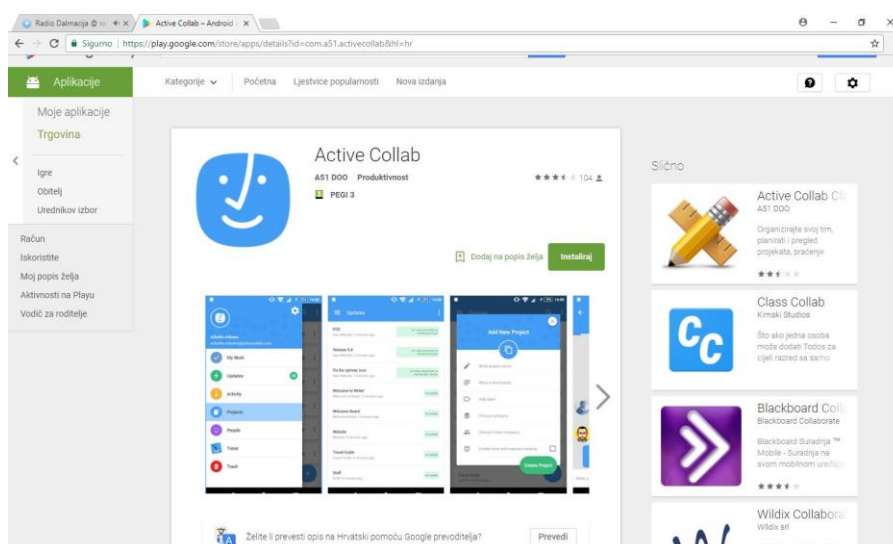 Radio Dalmacija
Active Collab – Android
Sigurno | https://play.google.com/store/apps/details?id=com.a51.activecollab&hl=hr
Aplikacije
Kategorije
Početna
Ljestvice popularnosti
Nova izdanja
Moje aplikacije
Trgovina
Igre
Obitelj
Urednikov izbor
Račun
Iskoristite
Moj popis želja
Aktivnosti na Playu
Vodič za roditelje
Active Collab
A51 DOO Produktivnost
104
PEGI 3
Dodaj na popis želja
Instaliraj
My Work
Updates
Activity
Projects
People
Trash
Updates
Add New Project
Create Project
Želite li prevesti opis na Hrvatski pomoću Google prevoditelja?
Prevedi
Slično
Active Collab
A51 DOO
Organizirajte svoj tim,
planirati i pregled
projekata, praćenje
Class Collab
Kimaki Studios
Što ako jedna osoba
može dodati Todos za
cijeli razred sa samo
Blackboard
Blackboard Collaborate
Blackboard Suradnja ™
Mobile - Suradnja na
svom mobilnom
Wildix
Wildix srl